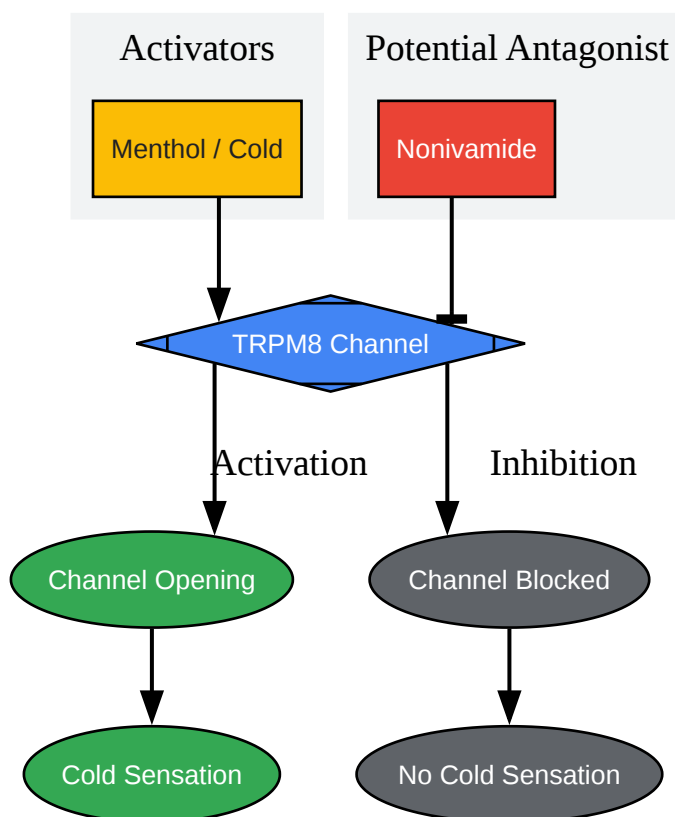 Activators
Potential Antagonist
Menthol / Cold
Nonivamide
TRPM8 Channel
Activation
Inhibition
Channel Opening
Channel Blocked
Cold Sensation
No Cold Sensation